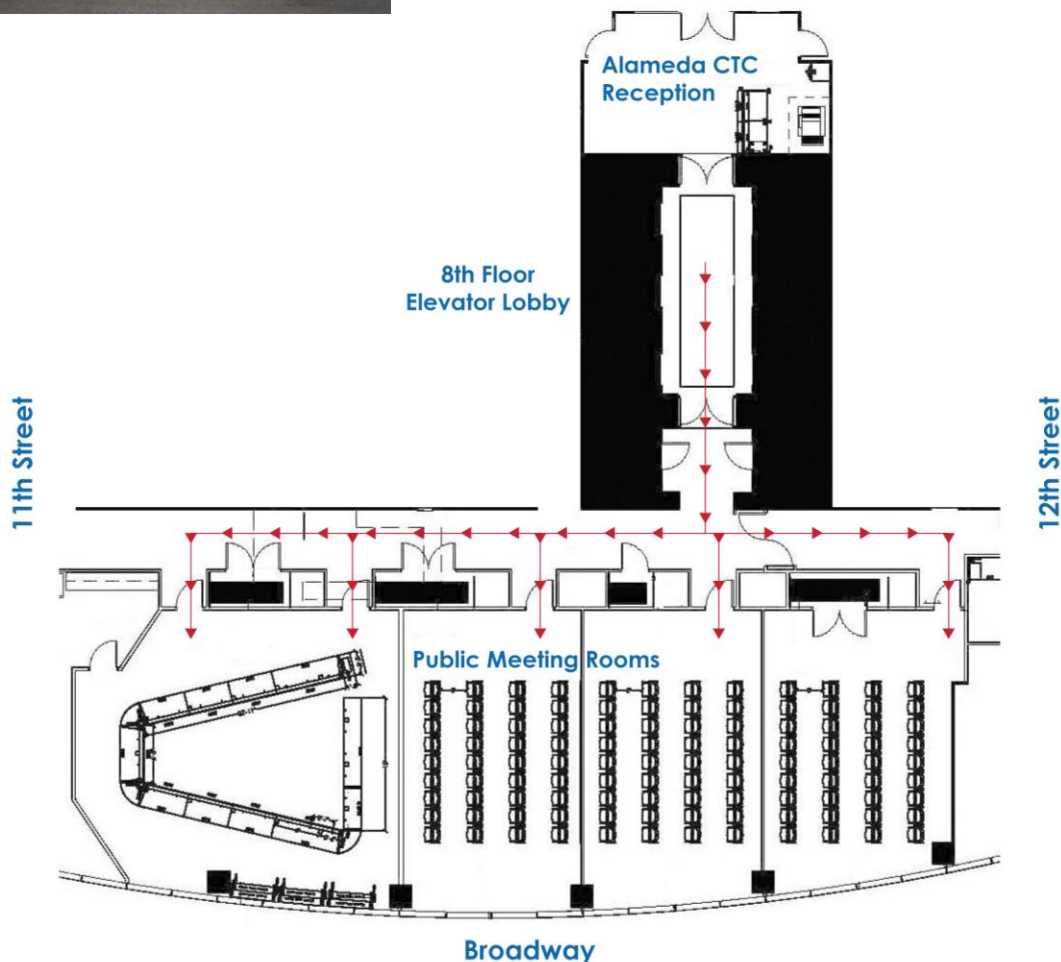 Alameda CTC
Reception
8th Floor
Elevator Lobby
11th Street
12th Street
Public Meeting Rooms
Broadway